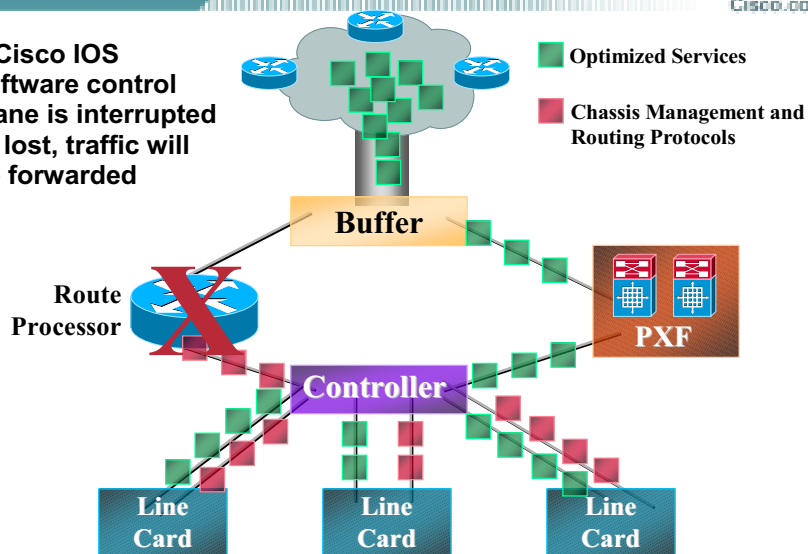 Cisco IOS
ftware control
ane is interrupted
lost, traffic will
forwarded
Optimized Services
Chassis Management and
Routing Protocols
Buffer
Route
Processor
X
PXF
Controller
Line
Card
Line
Card
Line
Card